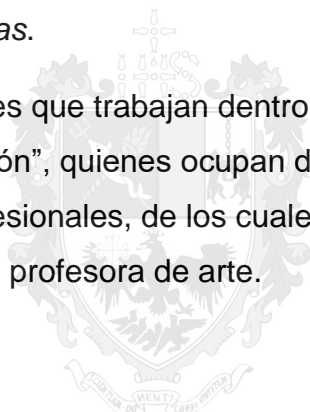 as.
es que trabajan dentro
ón”, quienes ocupan d
esionales, de los cuale
profesora de arte.